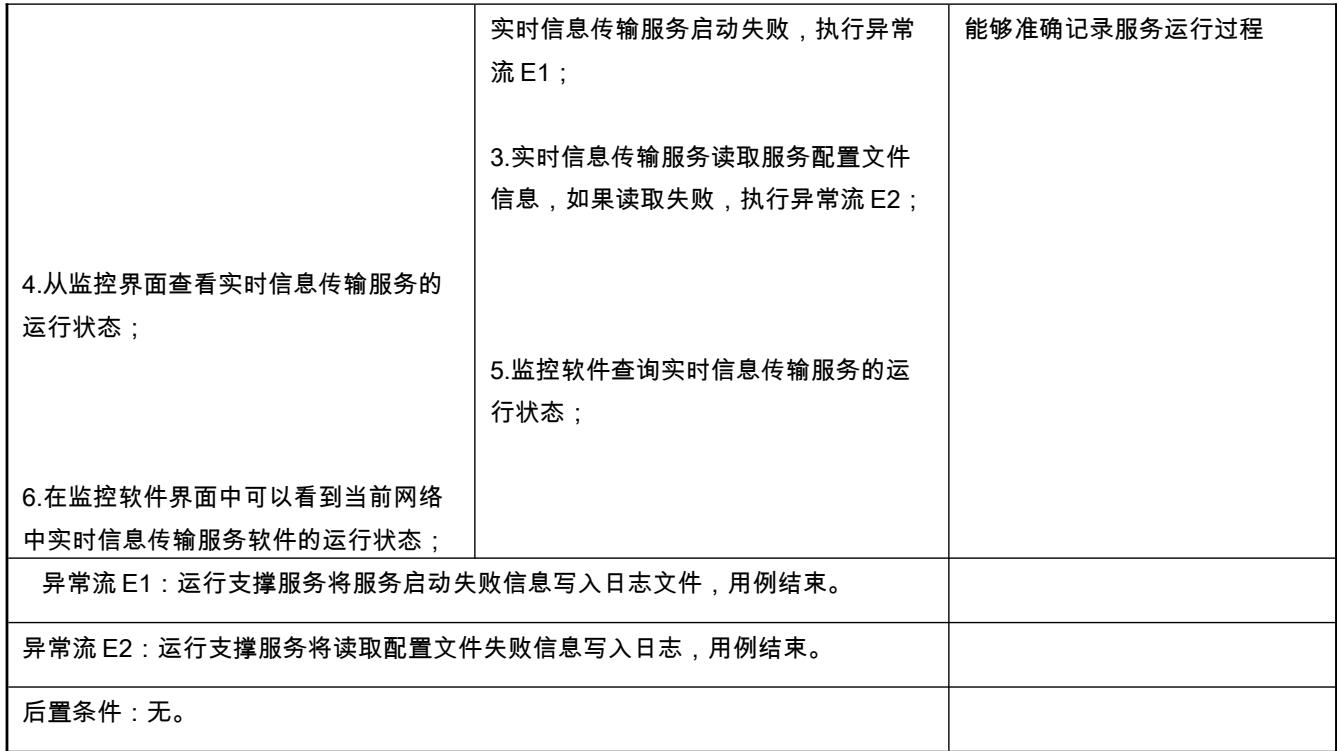 实时信息传输服务启动失败，执行异常
流 E1；
能够准确记录服务运行过程
3.实时信息传输服务读取服务配置文件
信息，如果读取失败，执行异常流 E2；
4.从监控界面查看实时信息传输服务的
运行状态；
5.监控软件查询实时信息传输服务的运
行状态；
6.在监控软件界面中可以看到当前网络
中实时信息传输服务软件的运行状态；
异常流 E1：运行支撑服务将服务启动失败信息写入日志文件，用例结束。
异常流 E2：运行支撑服务将读取配置文件失败信息写入日志，用例结束。
后置条件：无。